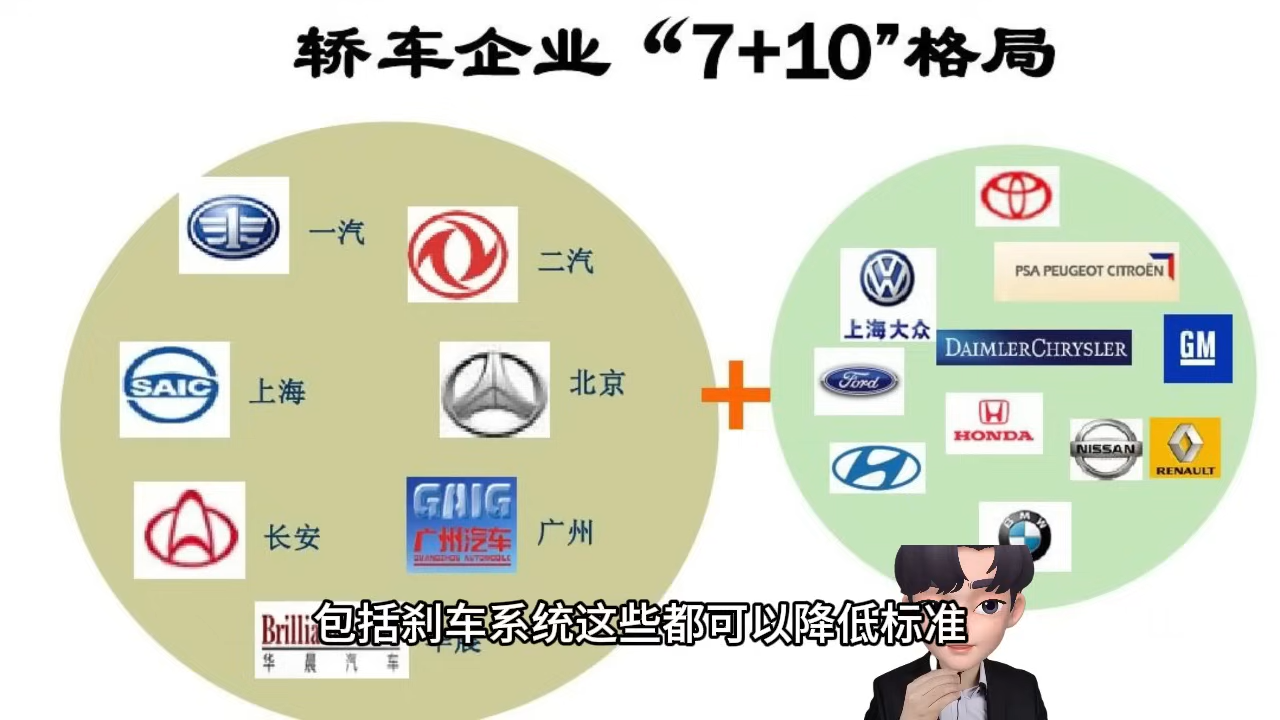 轿车企业“7+10”格局
一汽
二汽
SAIC
上海
北京
长安
GAIG
广州汽车
GUANGZHOU AUTOMOBILE
广州
Brillia
华晨汽车
上海大众
PSA PEUGEOT CITROËN
DAIMLERCHRYSLER
GM
Ford
HONDA
NISSAN
RENAULT
BMW
包括刹车系统这些都可以降低标准